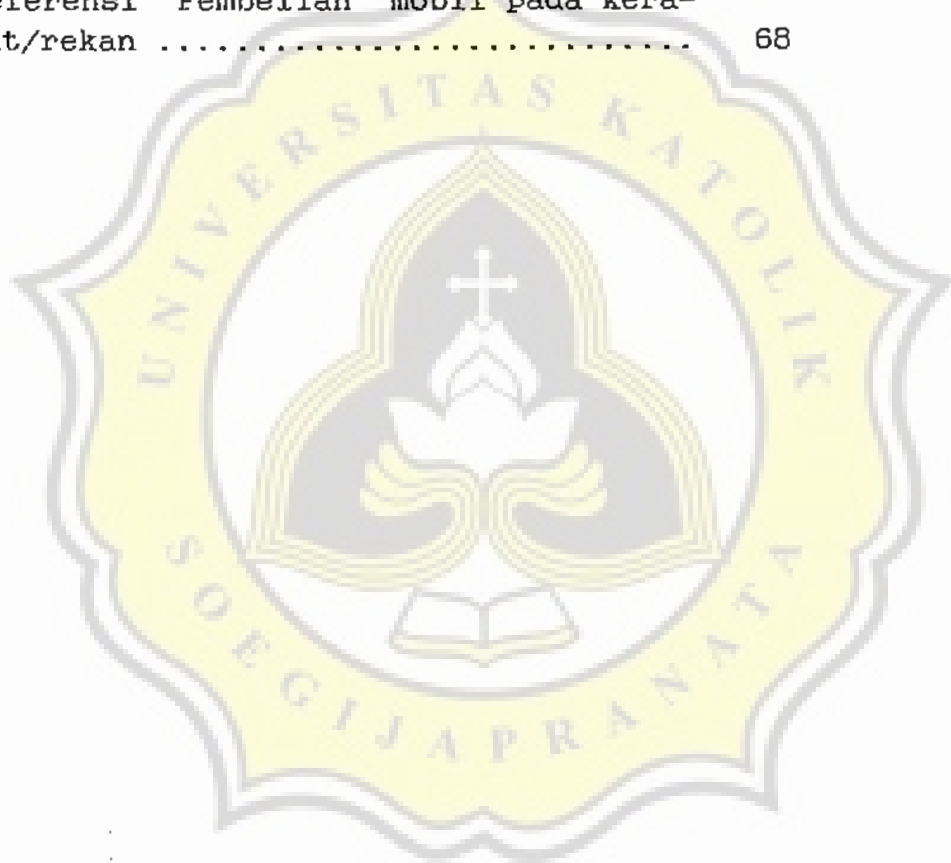 eferensi Pembelian mobil pada kera-
t/rekan ................................ 68
UNIVERSITAS KATOLIK
SOEGIJAPRANATA